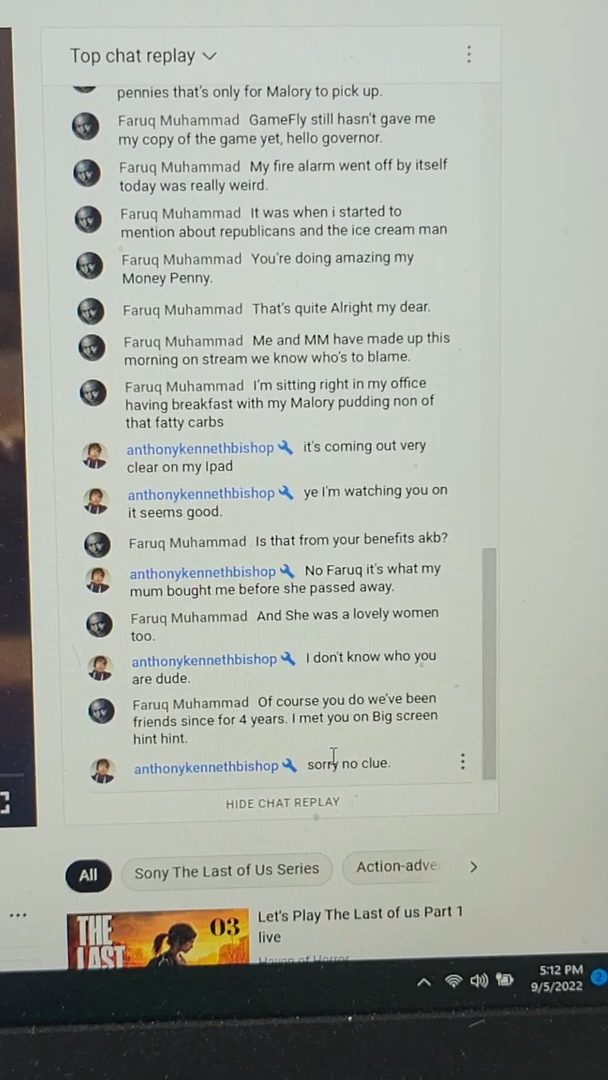 Top chat replay
pennies that's only for Malory to pick up.
Faruq Muhammad GameFly still hasn't gave me
my copy of the game yet, hello governor.
Faruq Muhammad My fire alarm went off by itself
today was really weird.
Faruq Muhammad It was when i started to
mention about republicans and the ice cream man
Faruq Muhammad You're doing amazing my
Money Penny.
Faruq Muhammad That's quite Alright my dear.
Faruq Muhammad Me and MM have made up this
morning on stream we know who's to blame.
Faruq Muhammad I'm sitting right in my office
having breakfast with my Malory pudding non of
that fatty carbs
anthonykennethbishop it's coming out very
clear on my Ipad
anthonykennethbishop ye I'm watching you on
it seems good.
Faruq Muhammad Is that from your benefits akb?
anthonykennethbishop No Faruq it's what my
mum bought me before she passed away.
Faruq Muhammad And She was a lovely women
too.
anthonykennethbishop I don't know who you
are dude.
Faruq Muhammad Of course you do we've been
friends since for 4 years. I met you on Big screen
hint hint.
anthonykennethbishop sorry no clue.
HIDE CHAT REPLAY
All Sony The Last of Us Series Action-adve
THE LAST
03
Let's Play The Last of us Part 1
live
5:12 PM
9/5/2022
2